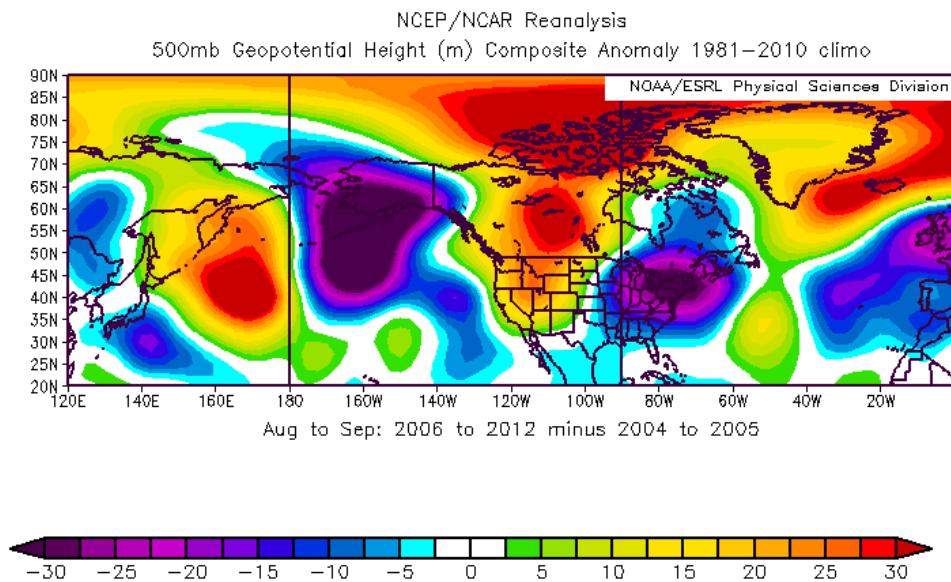 NCEP/NCAR Reanalysis
500mb Geopotential Height (m) Composite Anomaly 1981-2010 climo
NOAA/ESRL Physical Sciences Division
90N
85N
80N
75N
70N
65N
60N
55N
50N
45N
40N
35N
30N
25N
20N
120E 140E 160E 180 160W 140W 120W 100W 80W 60W 40W 20W
Aug to Sep: 2006 to 2012 minus 2004 to 2005
-30 -25 -20 -15 -10 -5 0 5 10 15 20 25 30